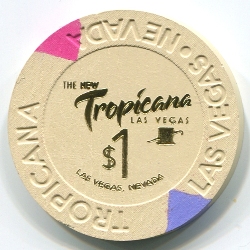 THE NEW
Tropicana
LAS VEGAS
$1
LAS VEGAS, NEVADA
TROPICANA
LAS VEGAS • NEVADA